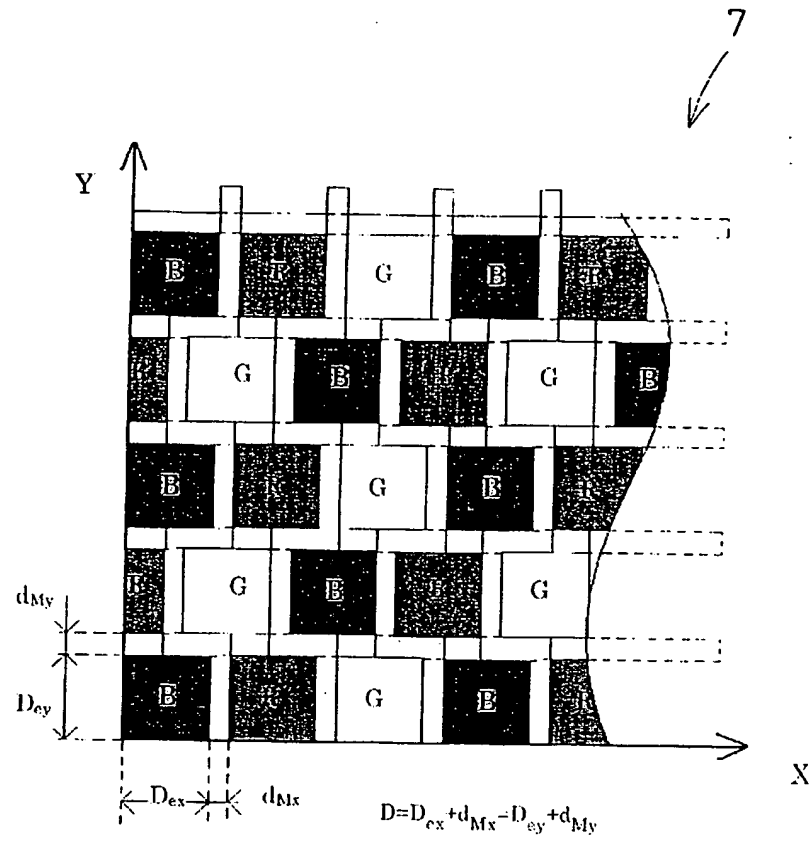 7
Y
B R G B R
R G B R G B
B R G B R
R G B R G
dMy
B R G B R
Dey
X
Dex dMx
D=Dex+dMx=Dey+dMy